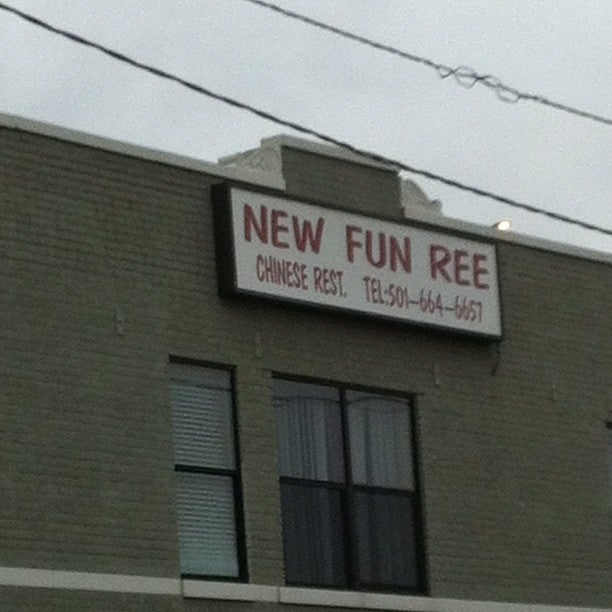 NEW FUN REE
CHINESE REST. TEL:501-664-6657